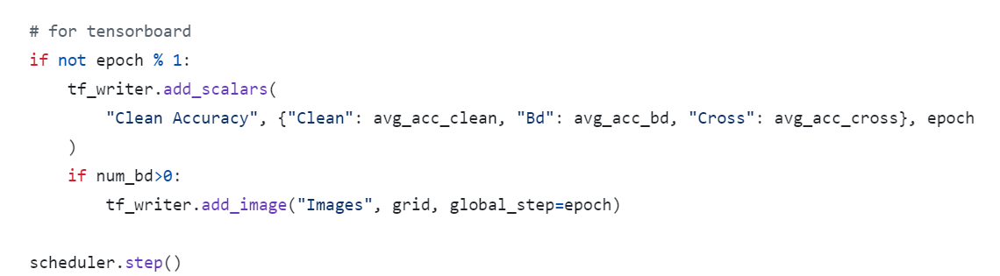 # for tensorboard
if not epoch % 1:
    tf_writer.add_scalars(
        "Clean Accuracy", {"Clean": avg_acc_clean, "Bd": avg_acc_bd, "Cross": avg_acc_cross}, epoch
    )
    if num_bd>0:
        tf_writer.add_image("Images", grid, global_step=epoch)

scheduler.step()